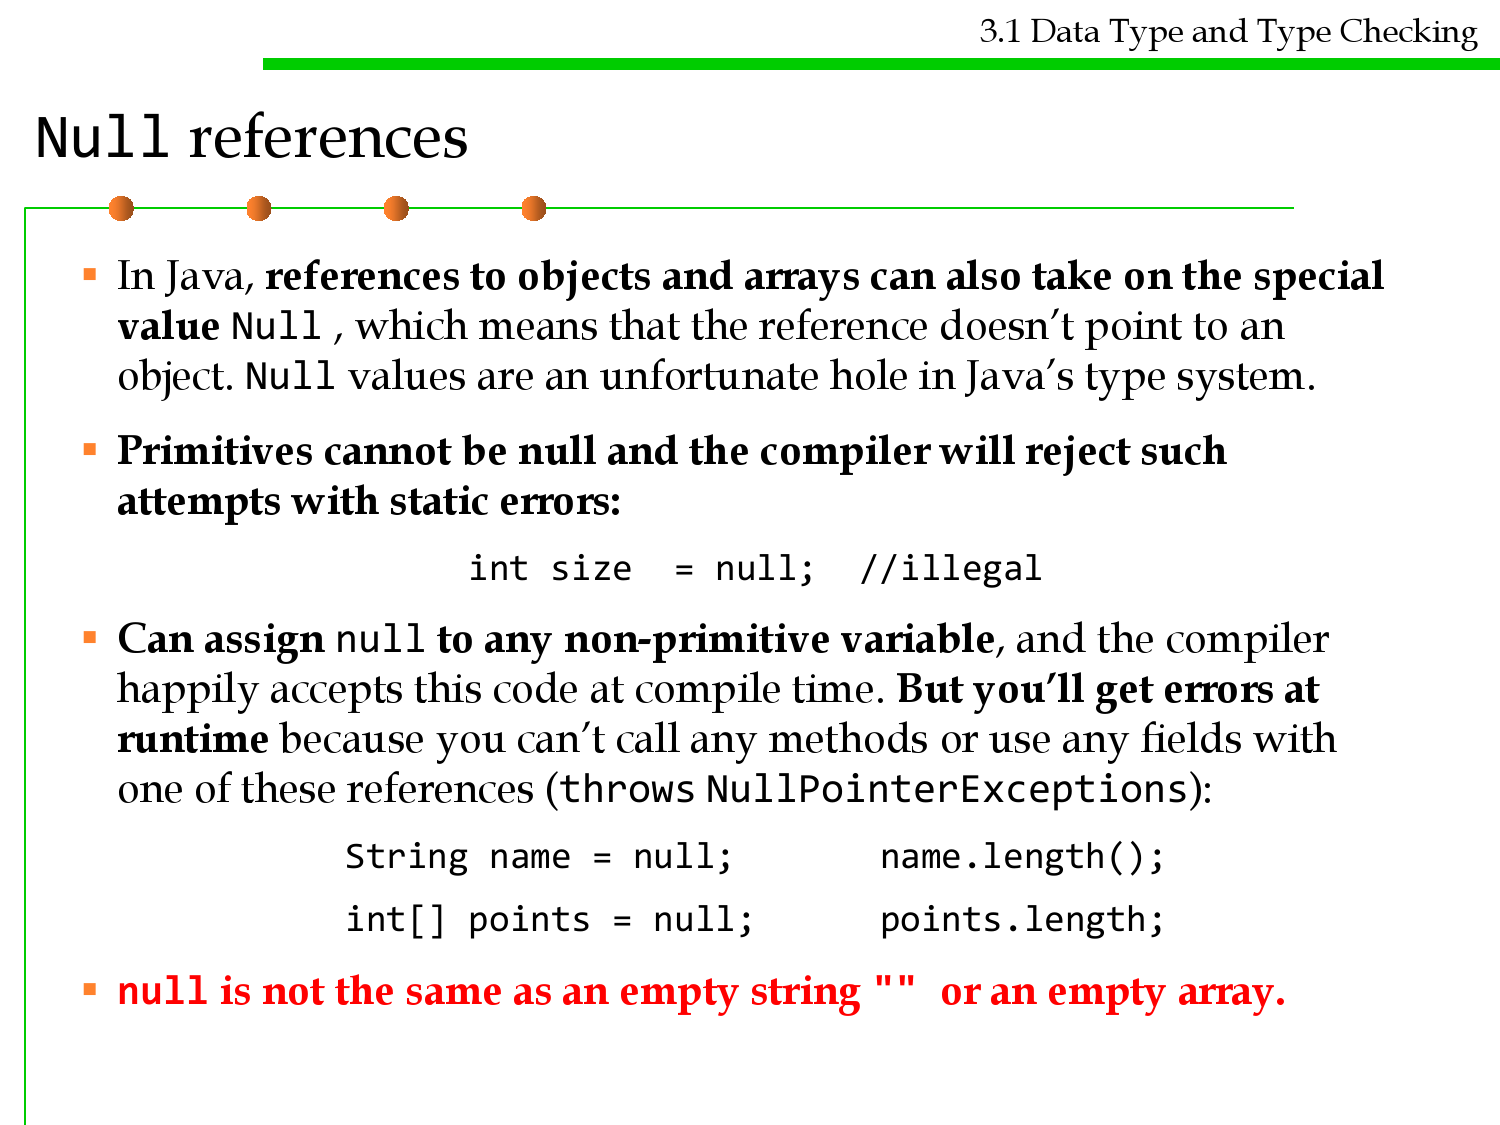 3.1 Data Type and Type Checking
Null references
▪ In Java, references to objects and arrays can also take on the special
value Null , which means that the reference doesn’t point to an
object. Null values are an unfortunate hole in Java’s type system.
▪ Primitives cannot be null and the compiler will reject such
attempts with static errors:
int size  = null;  //illegal
▪ Can assign null to any non-primitive variable, and the compiler
happily accepts this code at compile time. But you’ll get errors at
runtime because you can’t call any methods or use any fields with
one of these references (throws NullPointerExceptions):
String name = null; name.length();
int[] points = null; points.length;
▪ null is not the same as an empty string "" or an empty array.